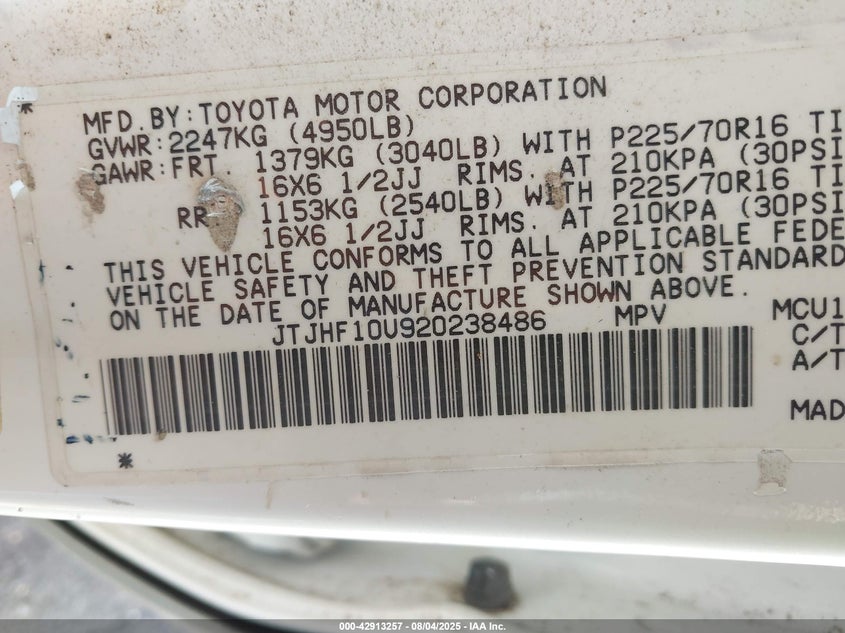 *
MFD.BY:TOYOTA MOTOR CORPORATION
GVWR:2247KG (4950LB)
GAWR:FRT. 1379KG (3040LB) WITH P225/70R16 TI
16X6 1/2JJ RIMS. AT 210KPA (30PSI
RR 1153KG (2540LB) WITH P225/70R16 TI
16X6 1/2JJ RIMS. AT 210KPA (30PSI
THIS VEHICLE CONFORMS TO ALL APPLICABLE FEDE
VEHICLE SAFETY AND THEFT PREVENTION STANDARD
ON THE DATE OF MANUFACTURE SHOWN ABOVE.
JTJHF10U920238486 MPV MCU1
C/T
A/T
MAD
*
000-42913257 - 08/04/2025 - IAA Inc.